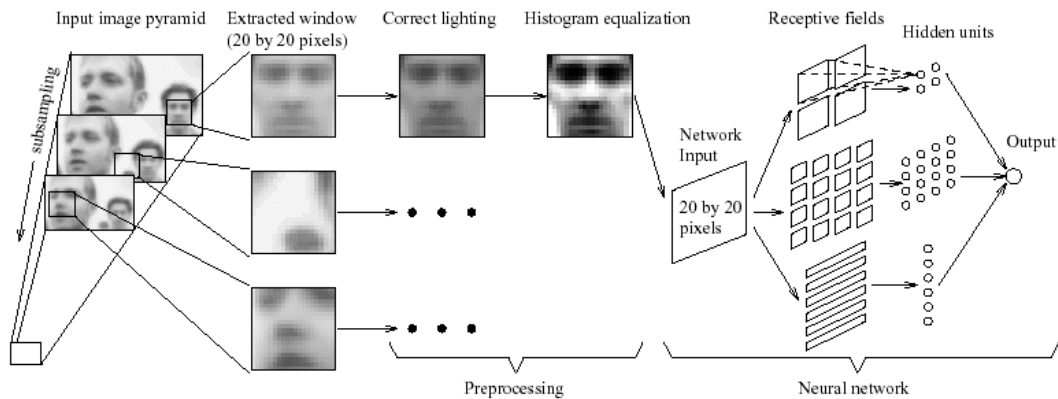 Input image pyramid
Extracted window
(20 by 20 pixels)
Correct lighting
Histogram equalization
Receptive fields
Hidden units
subsampling
Network
Input
Output
20 by 20
pixels
Preprocessing
Neural network